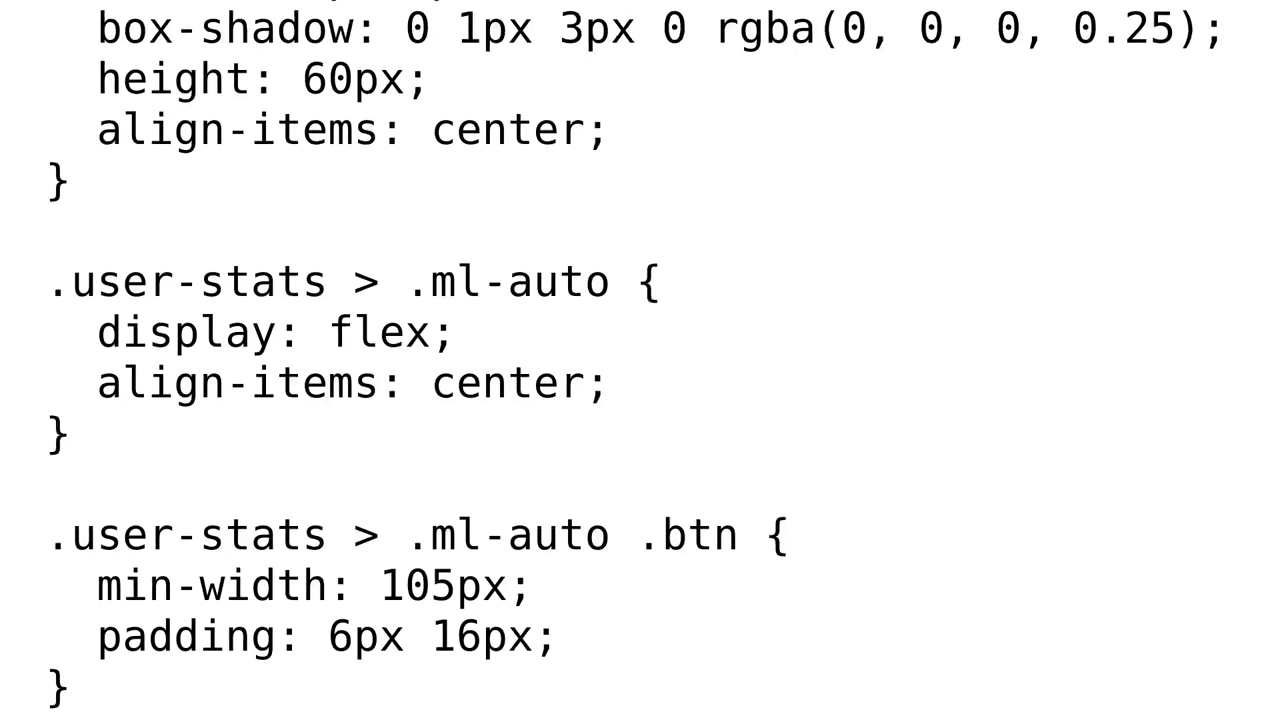 box-shadow: 0 1px 3px 0 rgba(0, 0, 0, 0.25);
height: 60px;
align-items: center;
}
.user-stats > .ml-auto {
display: flex;
align-items: center;
}
.user-stats > .ml-auto .btn {
min-width: 105px;
padding: 6px 16px;
}